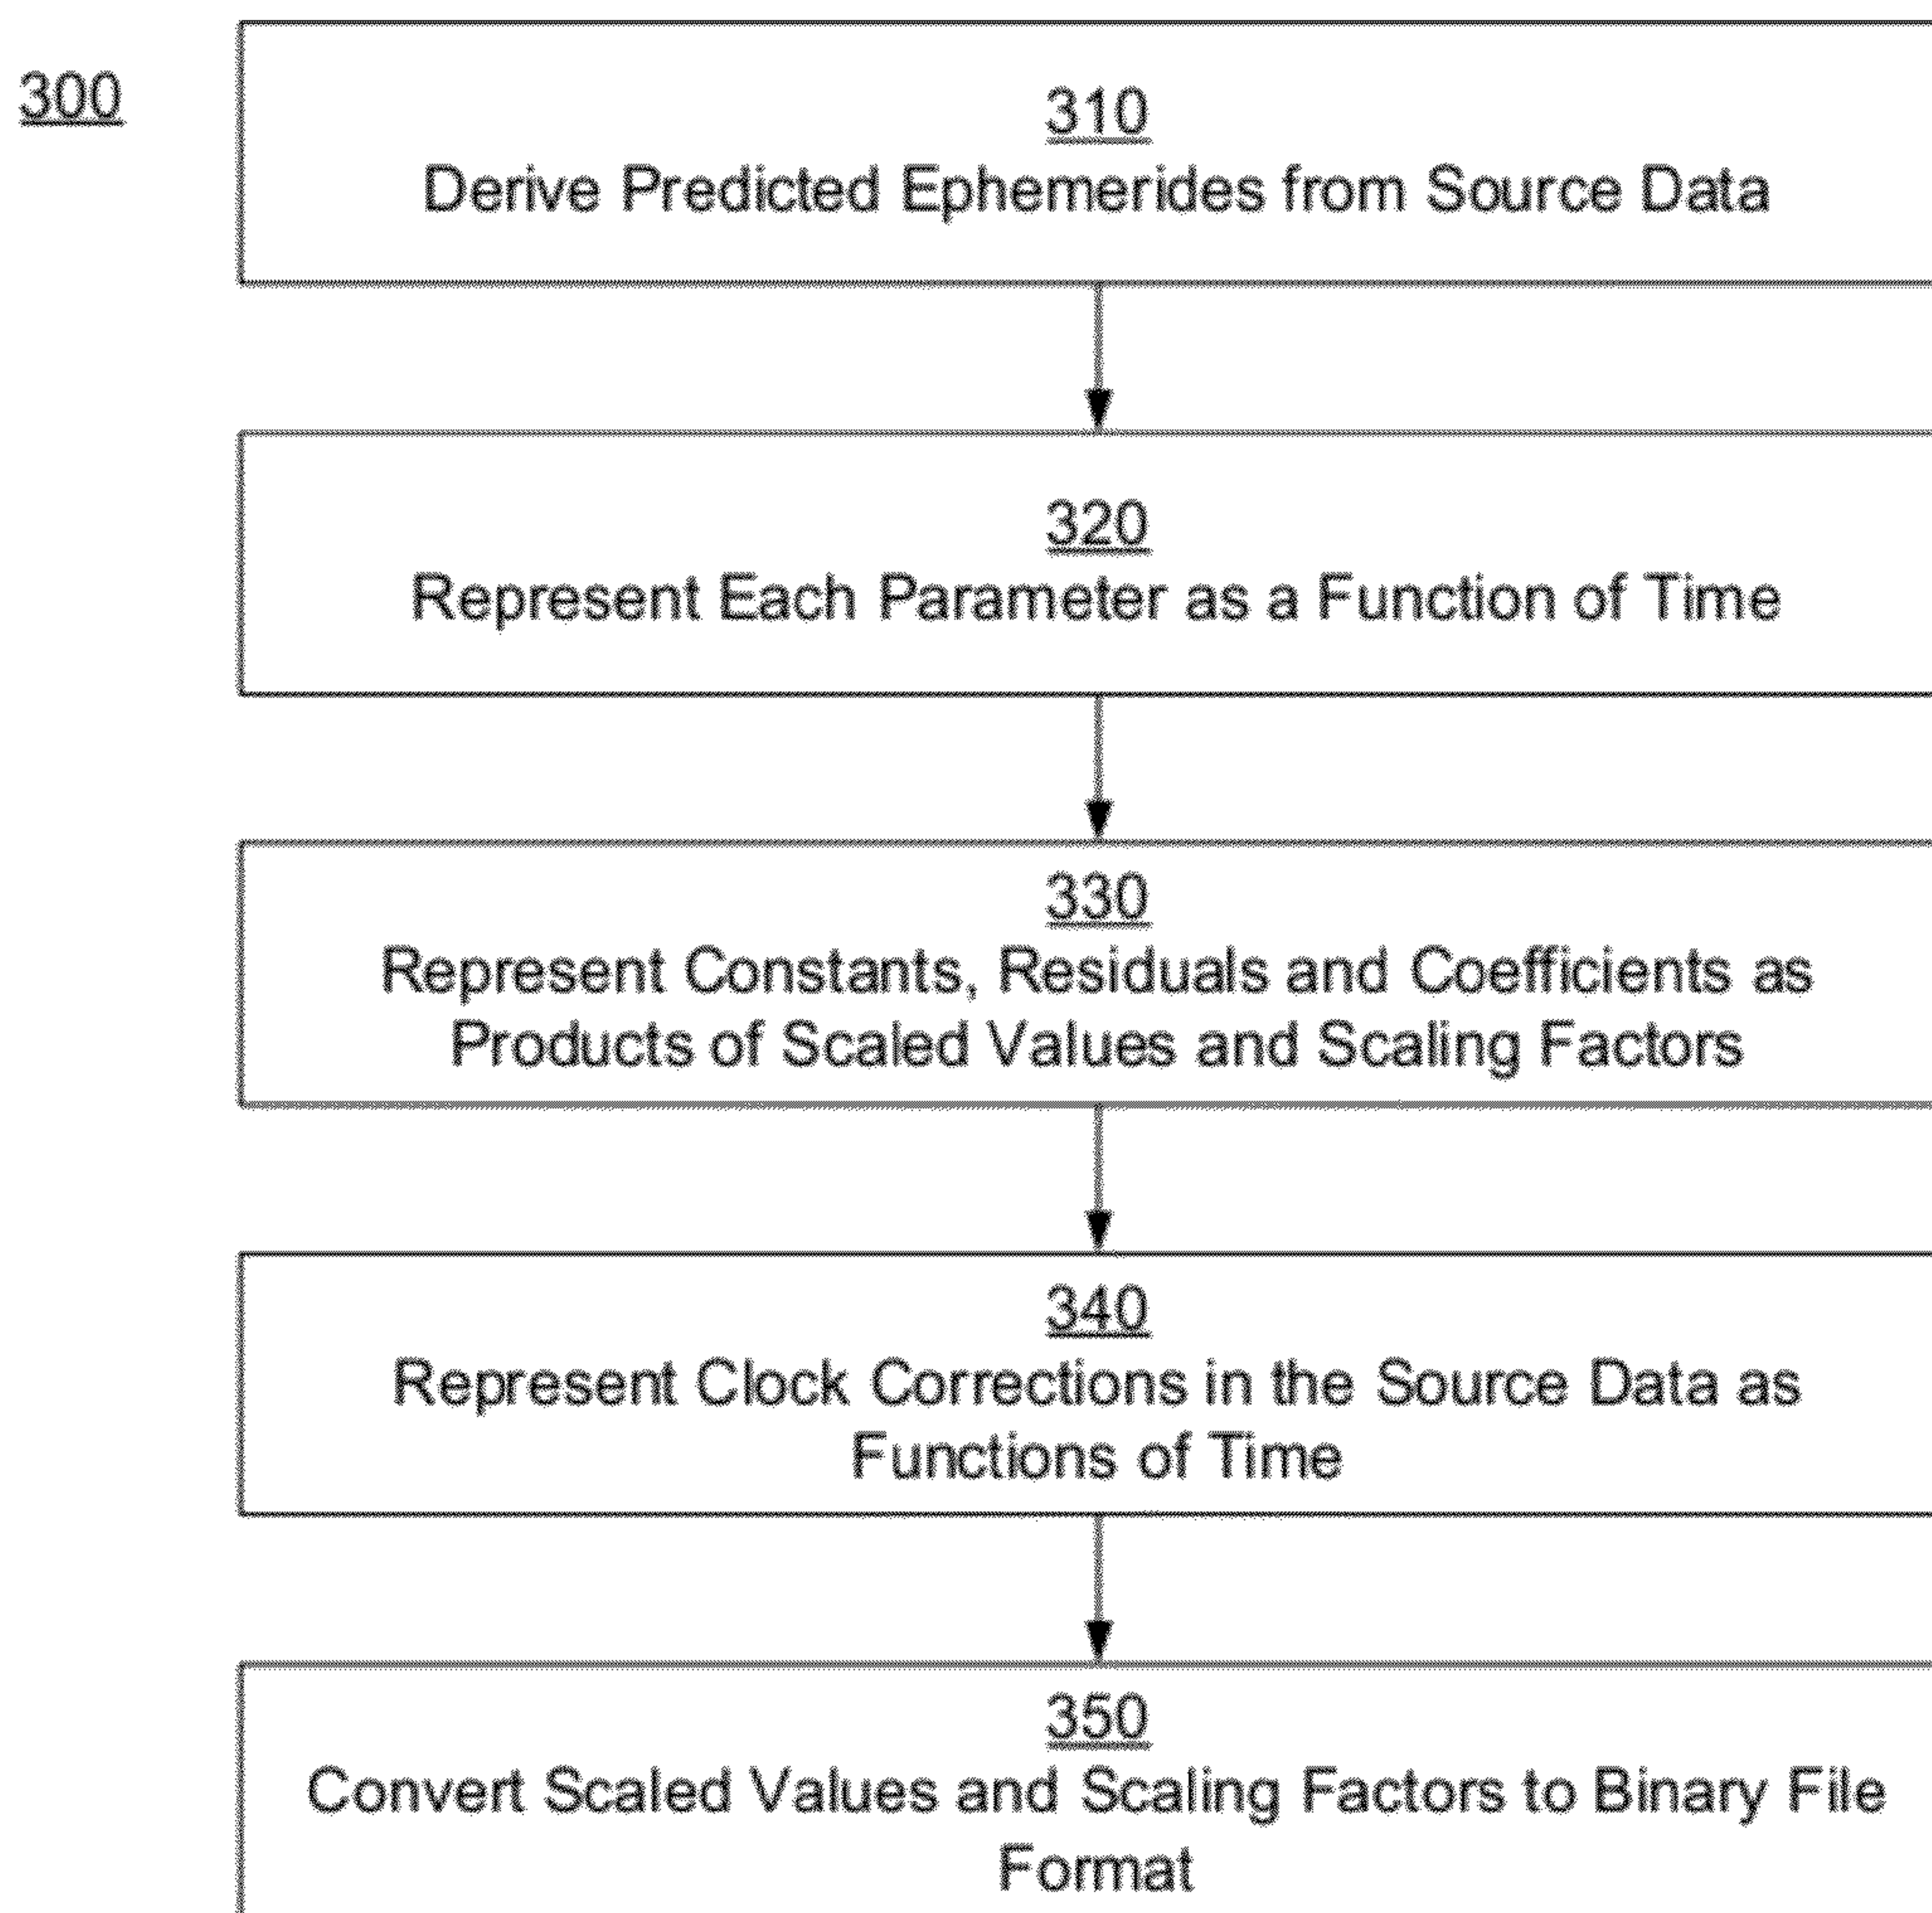 300
310
Derive Predicted Ephemerides from Source Data
320
Represent Each Parameter as a Function of Time
330
Represent Constants, Residuals and Coefficients as
Products of Scaled Values and Scaling Factors
340
Represent Clock Corrections in the Source Data as
Functions of Time
350
Convert Scaled Values and Scaling Factors to Binary File
Format